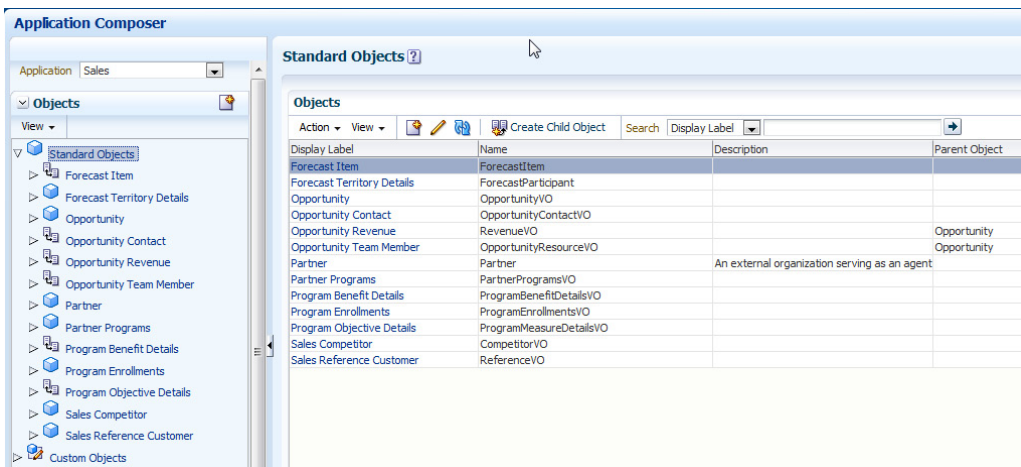 Application Composer
Application Sales
Objects
View
Standard Objects
Forecast Item
Forecast Territory Details
Opportunity
Opportunity Contact
Opportunity Revenue
Opportunity Team Member
Partner
Partner Programs
Program Benefit Details
Program Enrollments
Program Objective Details
Sales Competitor
Sales Reference Customer
Custom Objects
Standard Objects ?
Objects
Action View Create Child Object Search Display Label
Display Label Name Description Parent Object
Forecast Item ForecastItem
Forecast Territory Details ForecastParticipant
Opportunity OpportunityVO
Opportunity Contact OpportunityContactVO
Opportunity Revenue RevenueVO Opportunity
Opportunity Team Member OpportunityResourceVO Opportunity
Partner Partner An external organization serving as an agent
Partner Programs PartnerProgramsVO
Program Benefit Details ProgramBenefitDetailsVO
Program Enrollments ProgramEnrollmentsVO
Program Objective Details ProgramMeasureDetailsVO
Sales Competitor CompetitorVO
Sales Reference Customer ReferenceVO